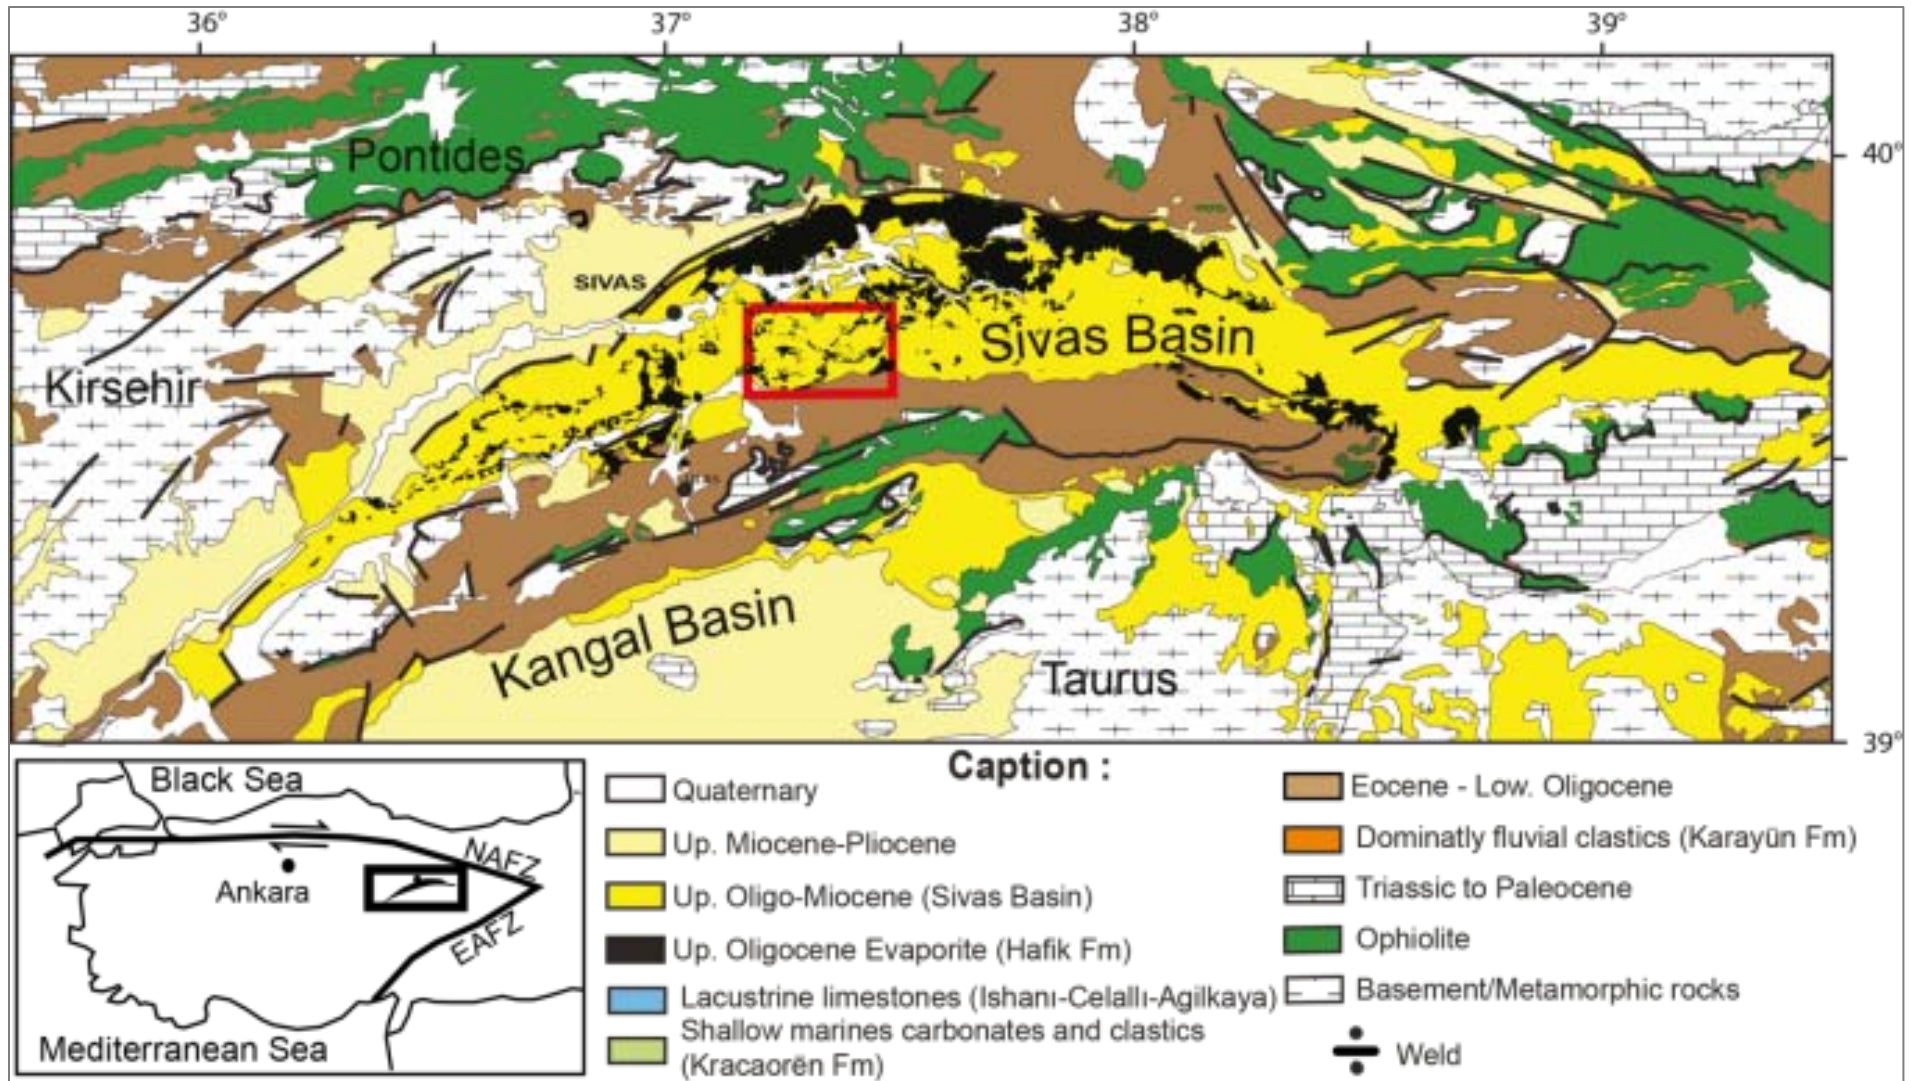 36° 37° 38° 39°
Pontides
40°
SIVAS
Sivas Basin
Kirsehir
Kangal Basin
Taurus
39°
Caption :
Black Sea
NAFZ
Ankara
EAFZ
Mediterranean Sea
Quaternary
Up. Miocene-Pliocene
Up. Oligo-Miocene (Sivas Basin)
Up. Oligocene Evaporite (Hafik Fm)
Lacustrine limestones (Ishanı-Celallı-Agilkaya)
Shallow marines carbonates and clastics
(Kracaorën Fm)
Eocene - Low. Oligocene
Dominatly fluvial clastics (Karayün Fm)
Triassic to Paleocene
Ophiolite
Basement/Metamorphic rocks
Weld